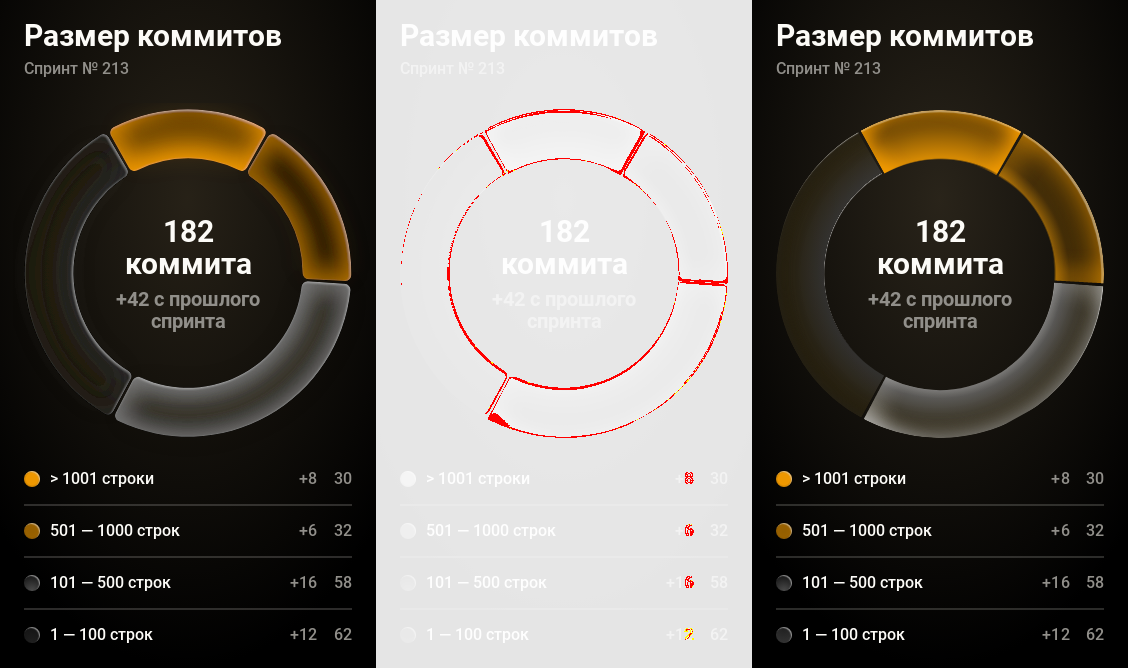 Размер коммитов
Спринт № 213
182
коммита
+42 с прошлого
спринта
> 1001 строки +8 30
501 — 1000 строк +6 32
101 — 500 строк +16 58
1 — 100 строк +12 62
Размер коммитов
Спринт № 213
182
коммита
+42 с прошлого
спринта
> 1001 строки 30
501 — 1000 строк 32
101 — 500 строк 58
1 — 100 строк 62
Размер коммитов
Спринт № 213
182
коммита
+42 с прошлого
спринта
> 1001 строки +8 30
501 — 1000 строк +6 32
101 — 500 строк +16 58
1 — 100 строк +12 62